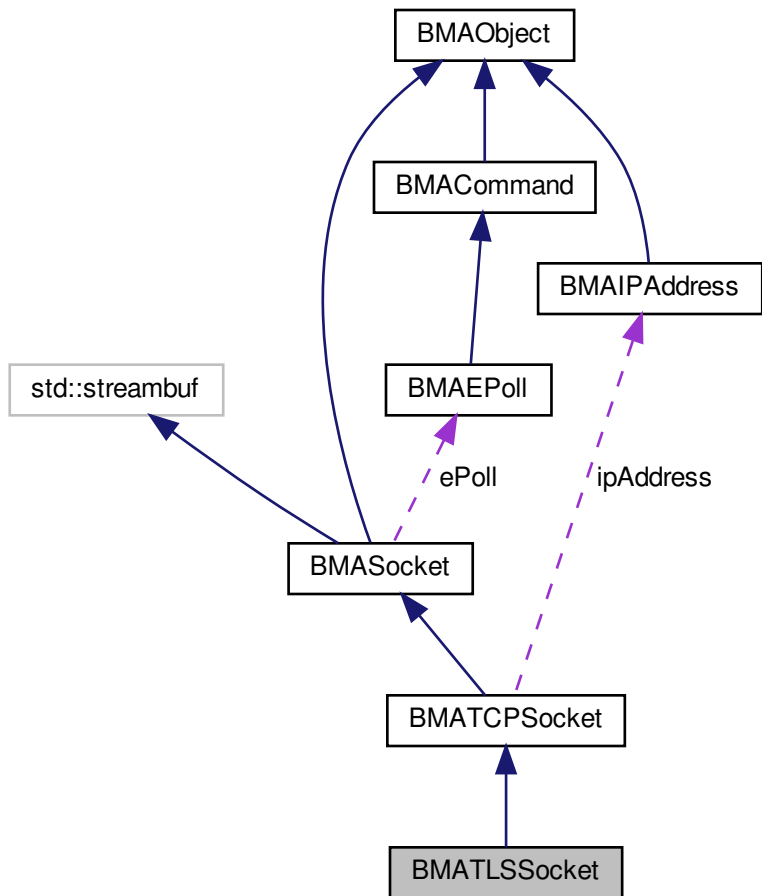 BMAObject
BMACommand
BMAIPAddress
std::streambuf
BMAEPoll
ePoll
ipAddress
BMASocket
BMATCPSocket
BMATLSSocket